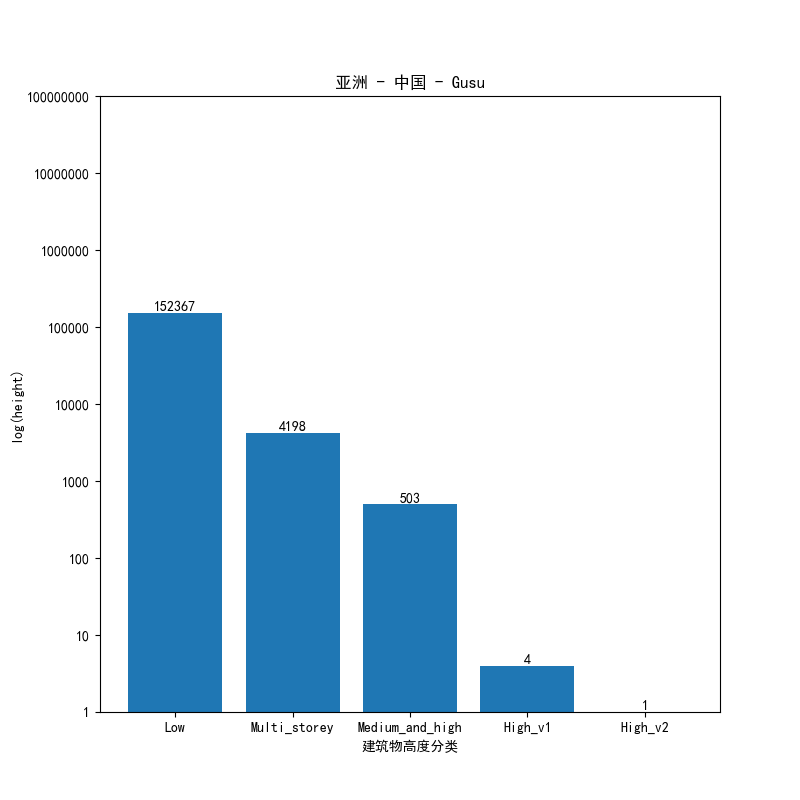 亚洲 - 中国 - Gusu
100000000
10000000
1000000
100000
10000
1000
100
10
1
log(height)
152367
4198
503
4
1
Low
Multi_storey
Medium_and_high
High_v1
High_v2
建筑物高度分类